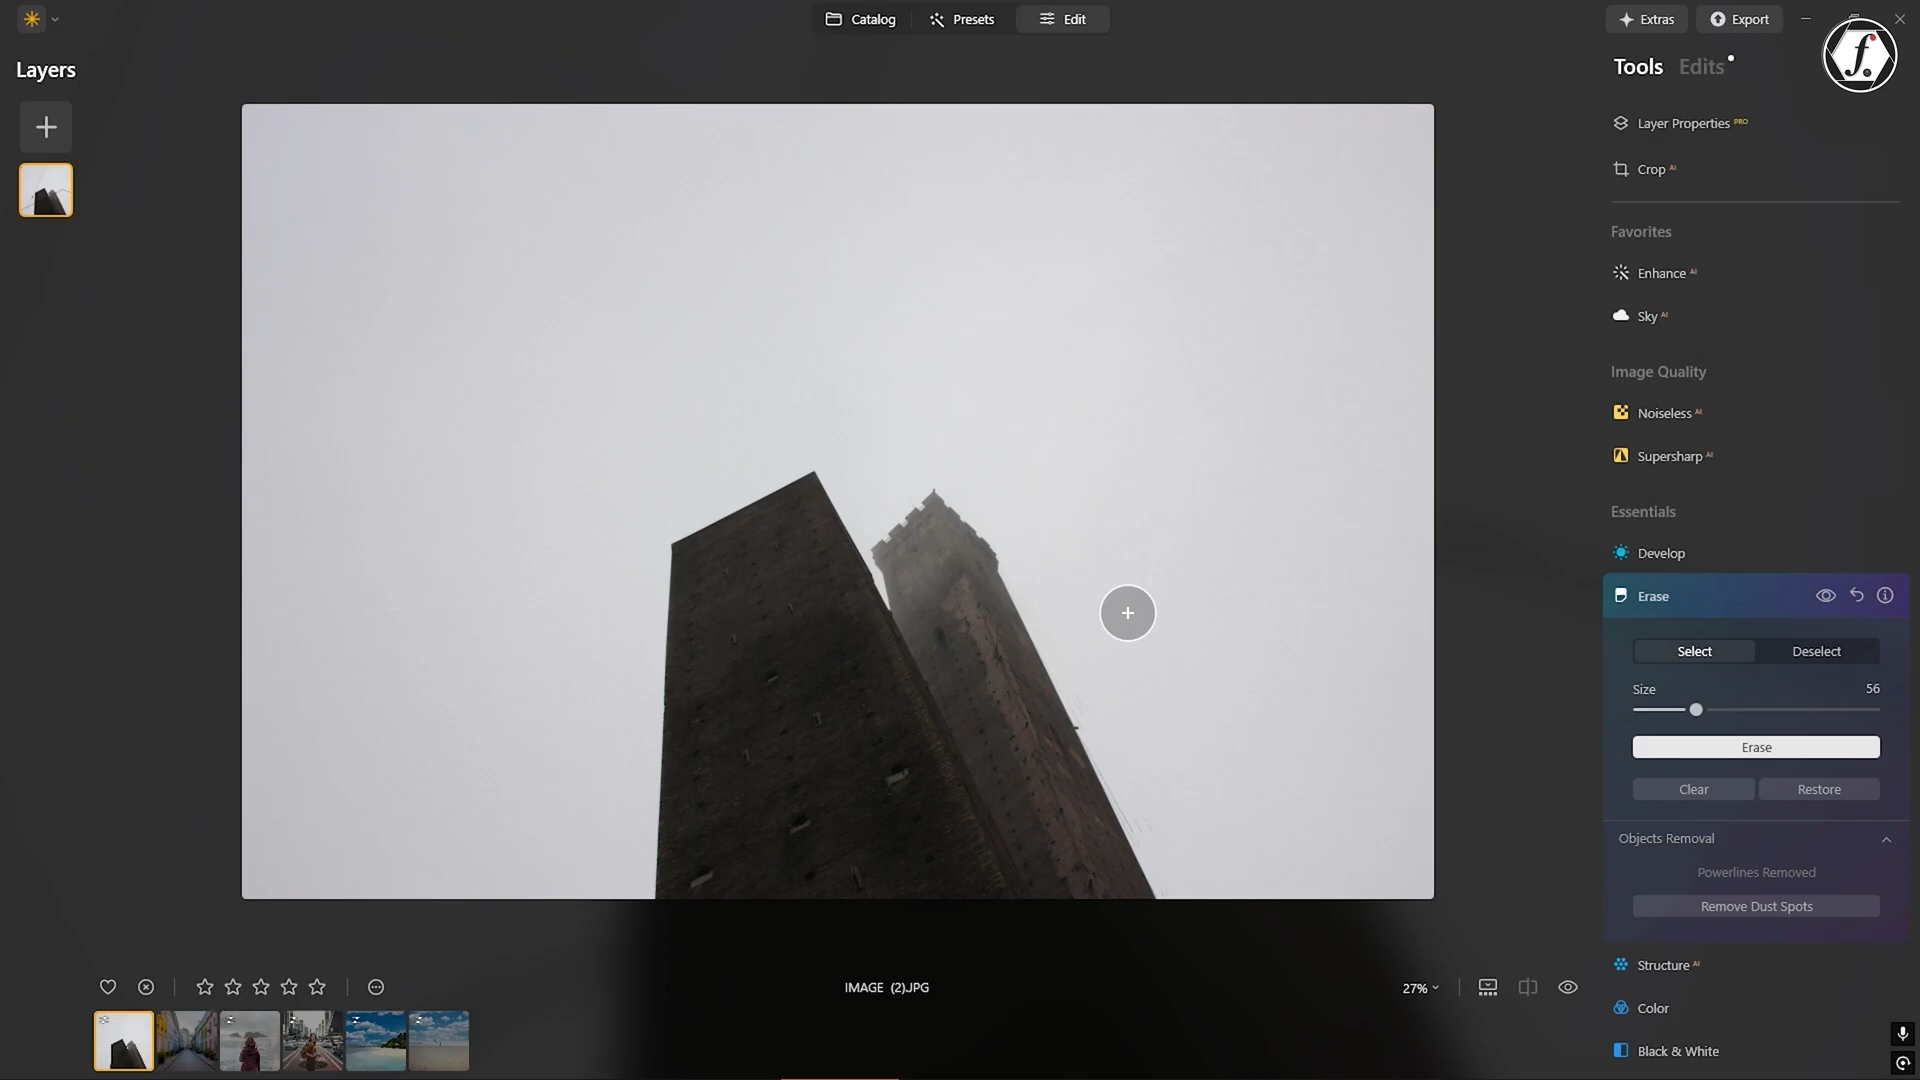 Catalog
Presets
Edit
Extras
Export
Layers
Tools
Edits
Layer Properties PRO
Crop AI
Favorites
Enhance AI
Sky AI
Image Quality
Noiseless AI
Supersharp AI
Essentials
Develop
Erase
Select
Deselect
Size
56
Erase
Clear
Restore
Objects Removal
Powerlines Removed
Remove Dust Spots
Structure AI
Color
Black & White
IMAGE (2).JPG
27%
f.